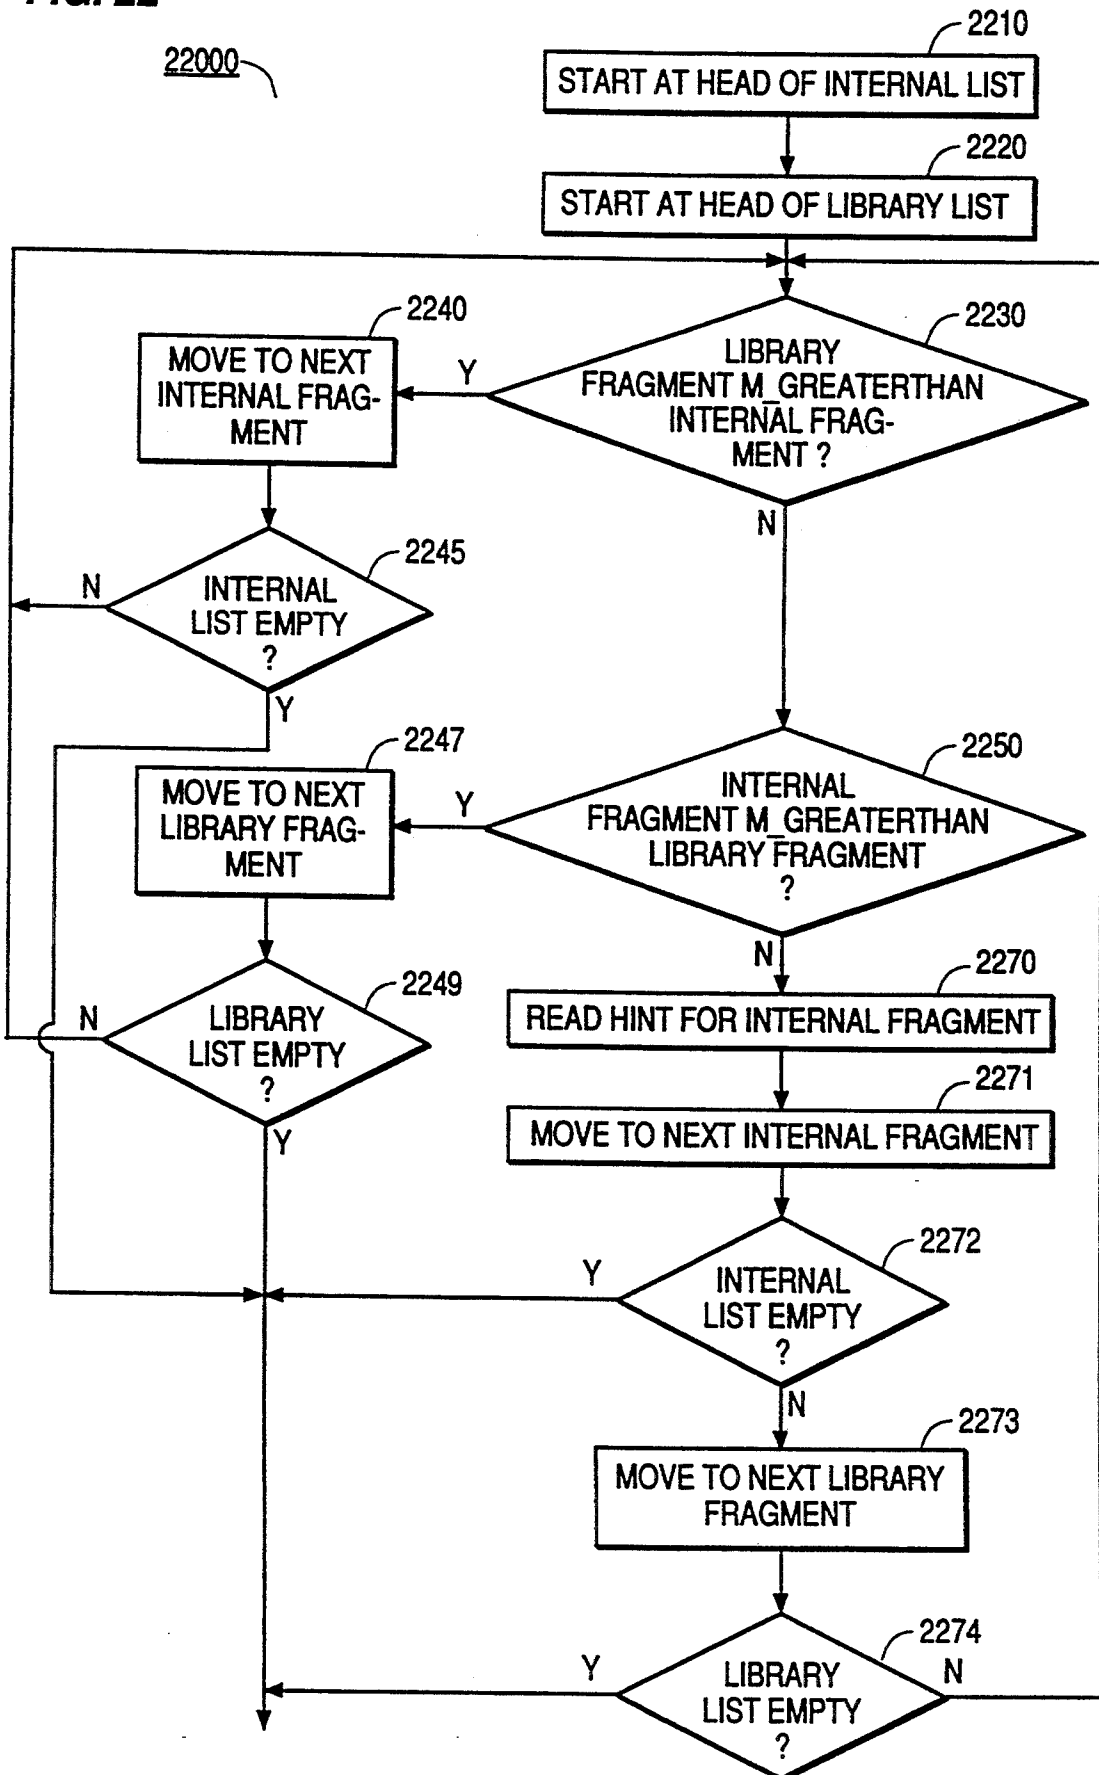 FIG. 22
22000
2210
START AT HEAD OF INTERNAL LIST
2220
START AT HEAD OF LIBRARY LIST
2230
LIBRARY
FRAGMENT M_GREATERTHAN
INTERNAL FRAG-
MENT ?
Y
N
2240
MOVE TO NEXT
INTERNAL FRAG-
MENT
2245
INTERNAL
LIST EMPTY
?
N
Y
2250
INTERNAL
FRAGMENT M_GREATERTHAN
LIBRARY FRAGMENT
?
Y
N
2247
MOVE TO NEXT
LIBRARY FRAG-
MENT
2249
LIBRARY
LIST EMPTY
?
N
Y
2270
READ HINT FOR INTERNAL FRAGMENT
2271
MOVE TO NEXT INTERNAL FRAGMENT
2272
INTERNAL
LIST EMPTY
?
Y
N
2273
MOVE TO NEXT LIBRARY
FRAGMENT
2274
LIBRARY
LIST EMPTY
?
Y
N